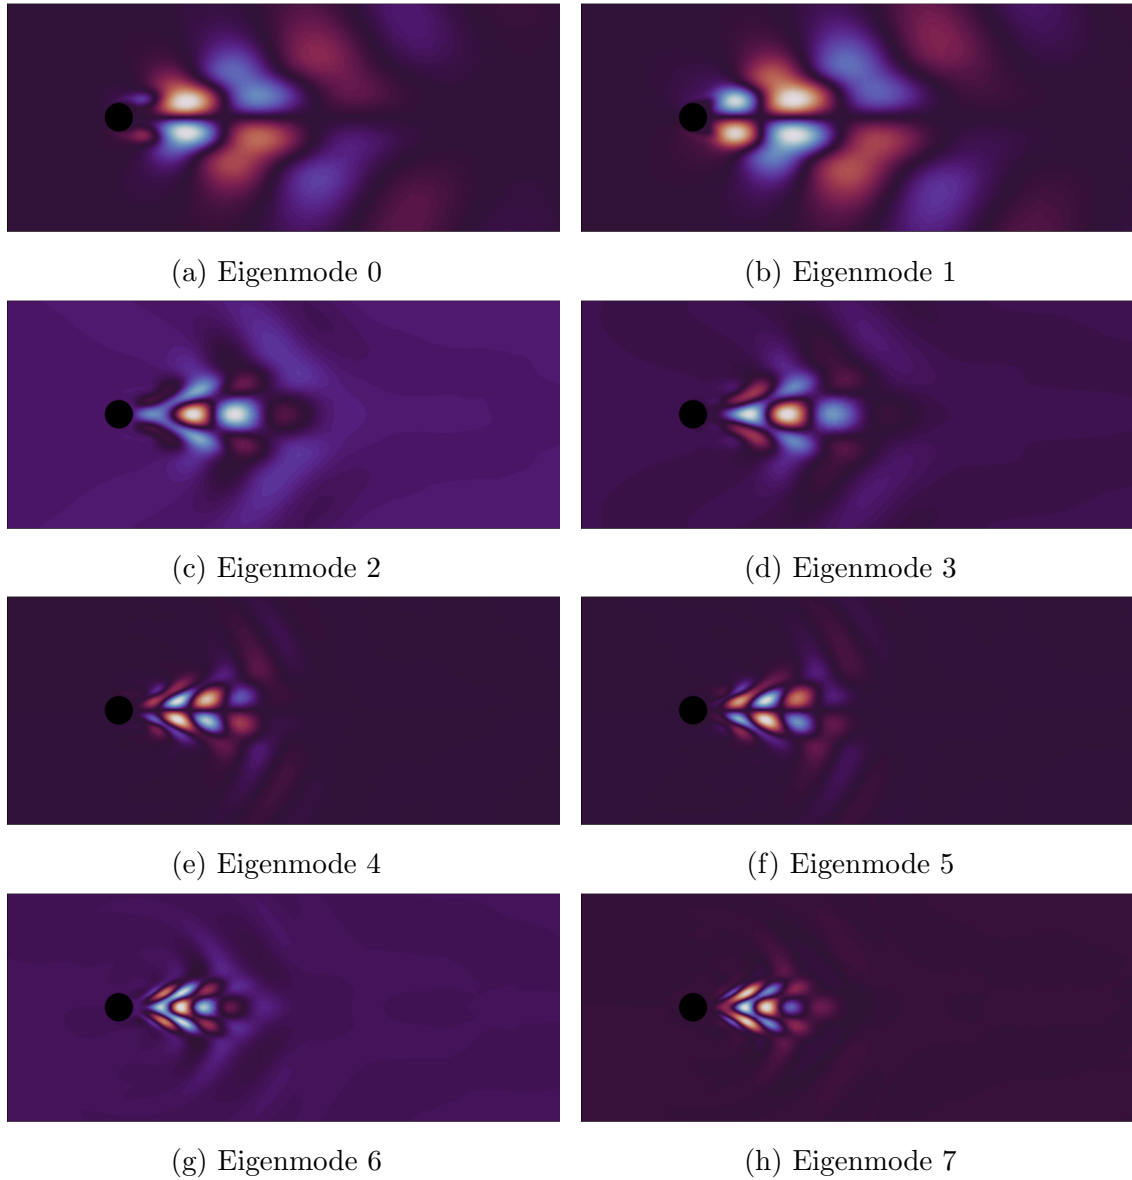 (a) Eigenmode 0
(b) Eigenmode 1
(c) Eigenmode 2
(d) Eigenmode 3
(e) Eigenmode 4
(f) Eigenmode 5
(g) Eigenmode 6
(h) Eigenmode 7